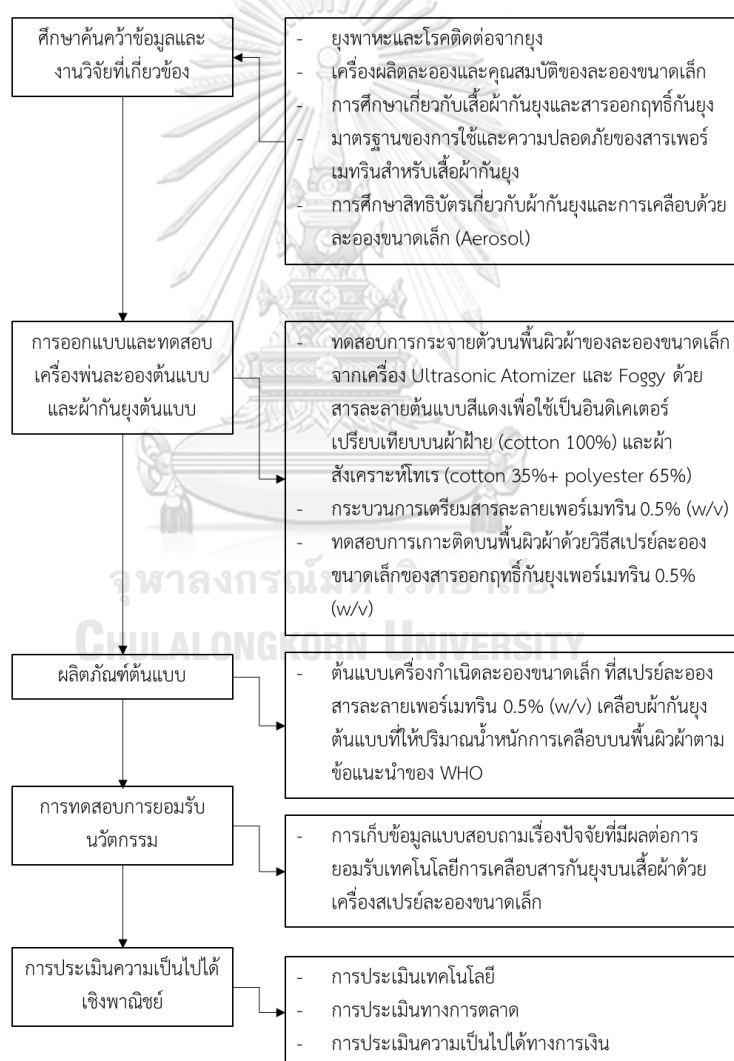 ศึกษาค้นคว้าข้อมูลและ
งานวิจัยที่เกี่ยวข้อง
- ยุงพาหะและโรคติดต่อจากยุง
- เครื่องผลิตละอองและคุณสมบัติของละอองขนาดเล็ก
- การศึกษาเกี่ยวกับเสื้อผ้ากันยุงและสารออกฤทธิ์กันยุง
- มาตรฐานของการใช้และความปลอดภัยของสารเพอร์
เมทรินสำหรับเสื้อผ้ากันยุง
- การศึกษาสิทธิบัตรเกี่ยวกับผ้ากันยุงและการเคลือบด้วย
ละอองขนาดเล็ก (Aerosol)
การออกแบบและทดสอบ
เครื่องพ่นละอองต้นแบบ
และผ้ากันยุงต้นแบบ
- ทดสอบการกระจายตัวบนพื้นผิวผ้าของละอองขนาดเล็ก
จากเครื่อง Ultrasonic Atomizer และ Foggy ด้วย
สารละลายต้นแบบสีแดงเพื่อใช้เป็นอินดิเคเตอร์
เปรียบเทียบบนผ้าฝ้าย (cotton 100%) และผ้า
สังเคราะห์โทเร (cotton 35%+ polyester 65%)
- กระบวนการเตรียมสารละลายเพอร์เมทริน 0.5% (w/v)
- ทดสอบการเกาะติดบนพื้นผิวผ้าด้วยวิธีสเปรย์ละออง
ขนาดเล็กของสารออกฤทธิ์กันยุงเพอร์เมทริน 0.5%
(w/v)
จุฬาลงกรณ์มหาวิทยาลัย
CHULALONGKORN UNIVERSITY
ผลิตภัณฑ์ต้นแบบ
- ต้นแบบเครื่องกำเนิดละอองขนาดเล็ก ที่สเปรย์ละออง
สารละลายเพอร์เมทริน 0.5% (w/v) เคลือบผ้ากันยุง
ต้นแบบที่ให้ปริมาณน้ำหนักการเคลือบบนพื้นผิวผ้าตาม
ข้อแนะนำของ WHO
การทดสอบการยอมรับ
นวัตกรรม
- การเก็บข้อมูลแบบสอบถามเรื่องปัจจัยที่มีผลต่อการ
ยอมรับเทคโนโลยีการเคลือบสารกันยุงบนเสื้อผ้าด้วย
เครื่องสเปรย์ละอองขนาดเล็ก
การประเมินความเป็นไปได้
เชิงพาณิชย์
- การประเมินเทคโนโลยี
- การประเมินทางการตลาด
- การประเมินความเป็นไปได้ทางการเงิน